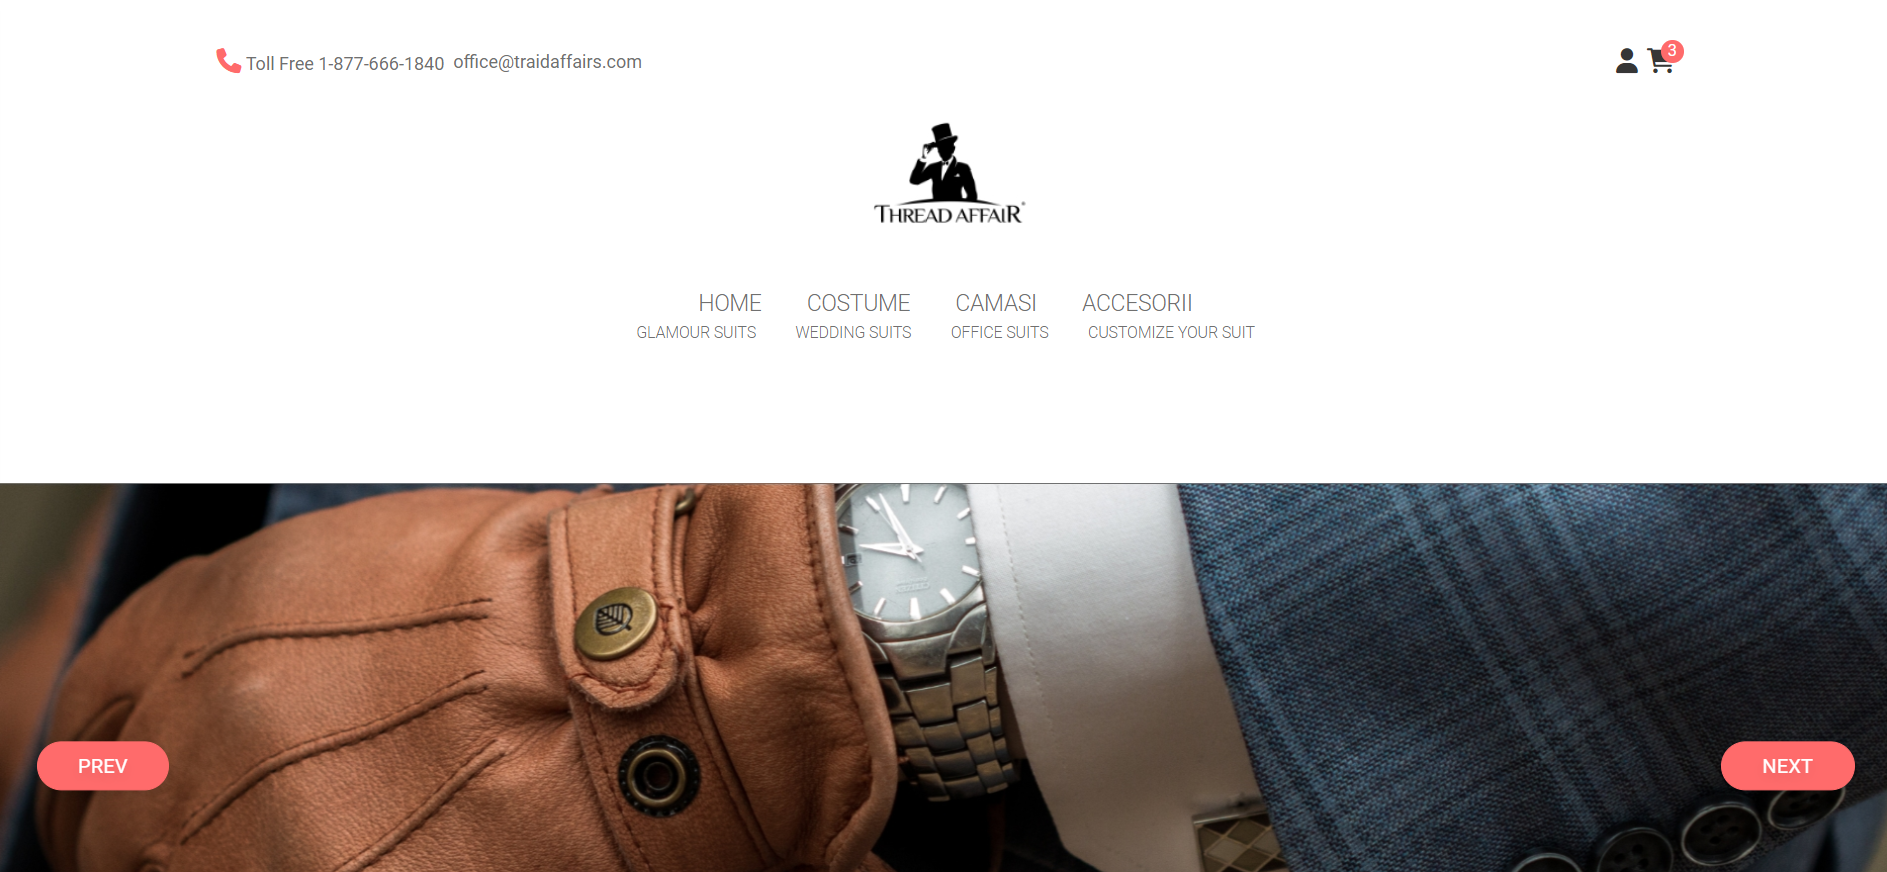 Toll Free 1-877-666-1840 office@traidaffairs.com
3
THREAD AFFAIR®
HOME COSTUME CAMASI ACCESORII
GLAMOUR SUITS WEDDING SUITS OFFICE SUITS CUSTOMIZE YOUR SUIT
PREV NEXT